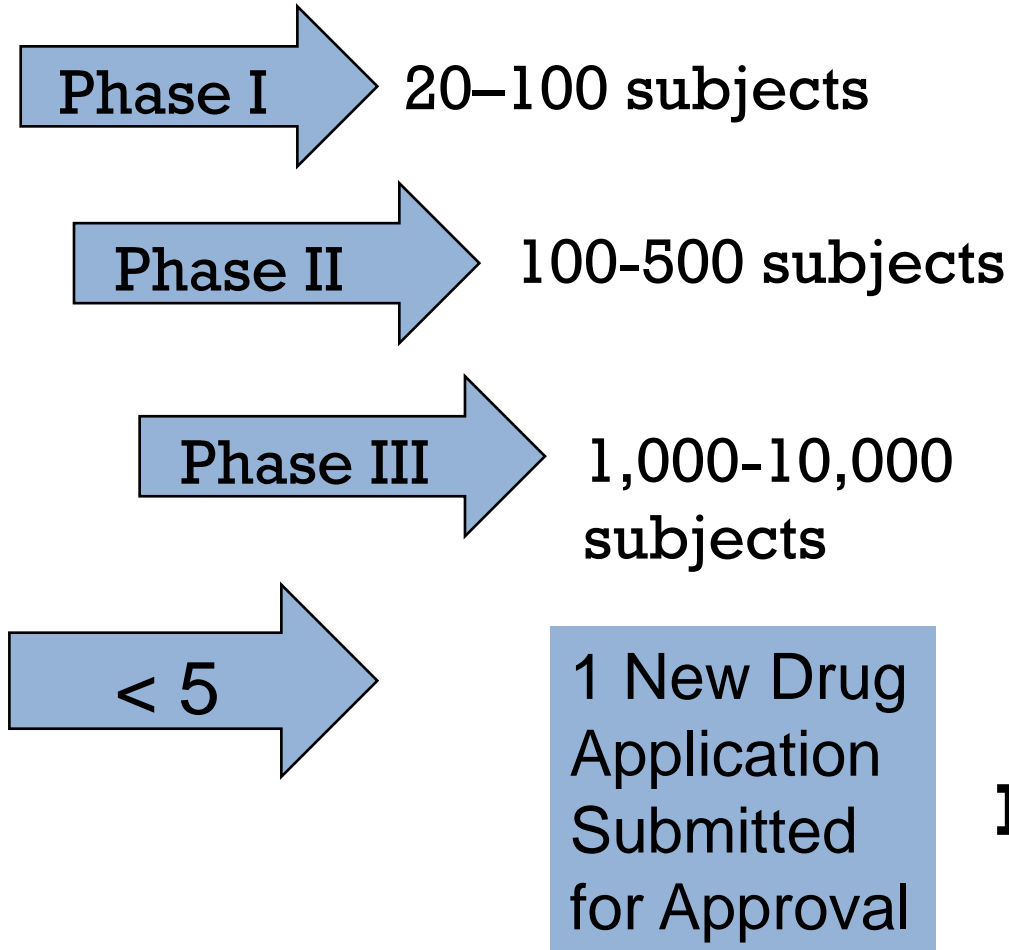 Phase I
20–100 subjects
Phase II
100-500 subjects
Phase III
1,000-10,000
subjects
< 5
1 New Drug
Application
Submitted
for Approval